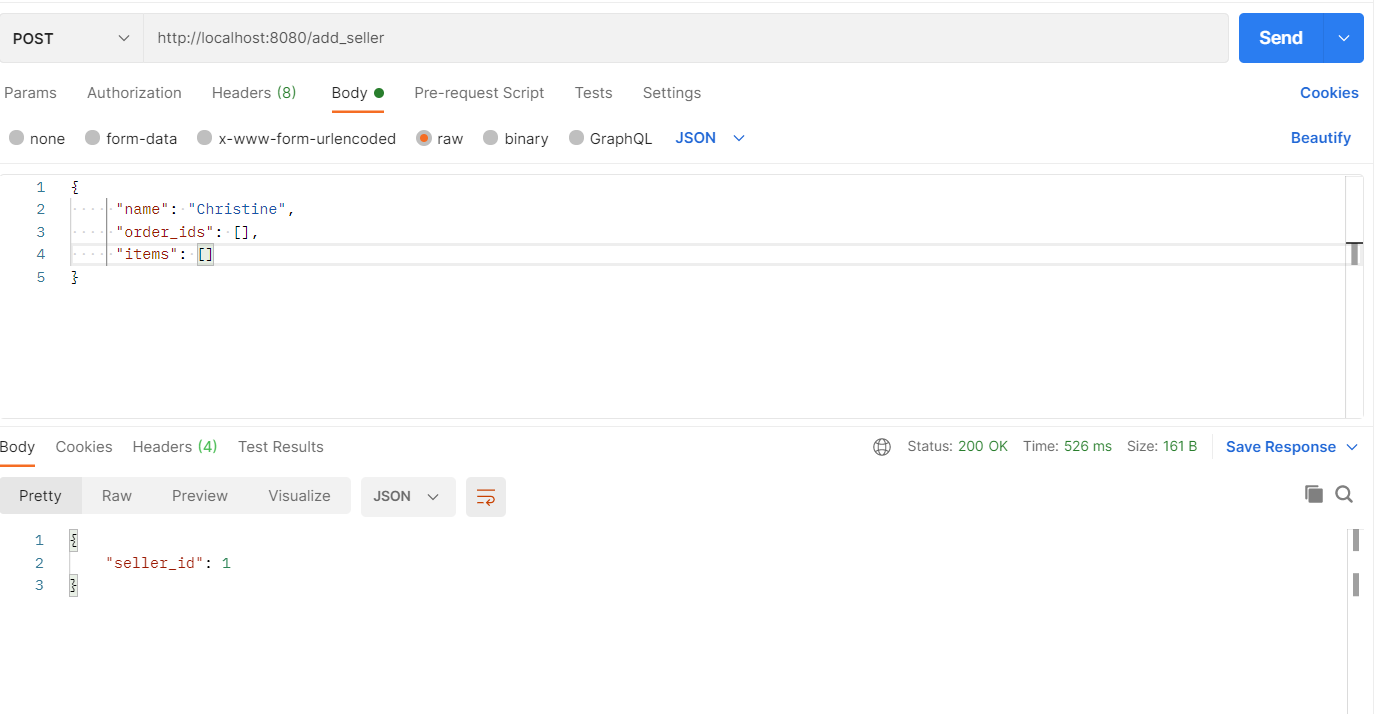 POST http://localhost:8080/add_seller Send
Params Authorization Headers (8) Body Pre-request Script Tests Settings Cookies
none form-data x-www-form-urlencoded raw binary GraphQL JSON Beautify
1 {
2 "name": "Christine",
3 "order_ids": [],
4 "items": []
5 }
Body Cookies Headers (4) Test Results Status: 200 OK Time: 526 ms Size: 161 B Save Response
Pretty Raw Preview Visualize JSON
1 {
2 "seller_id": 1
3 }